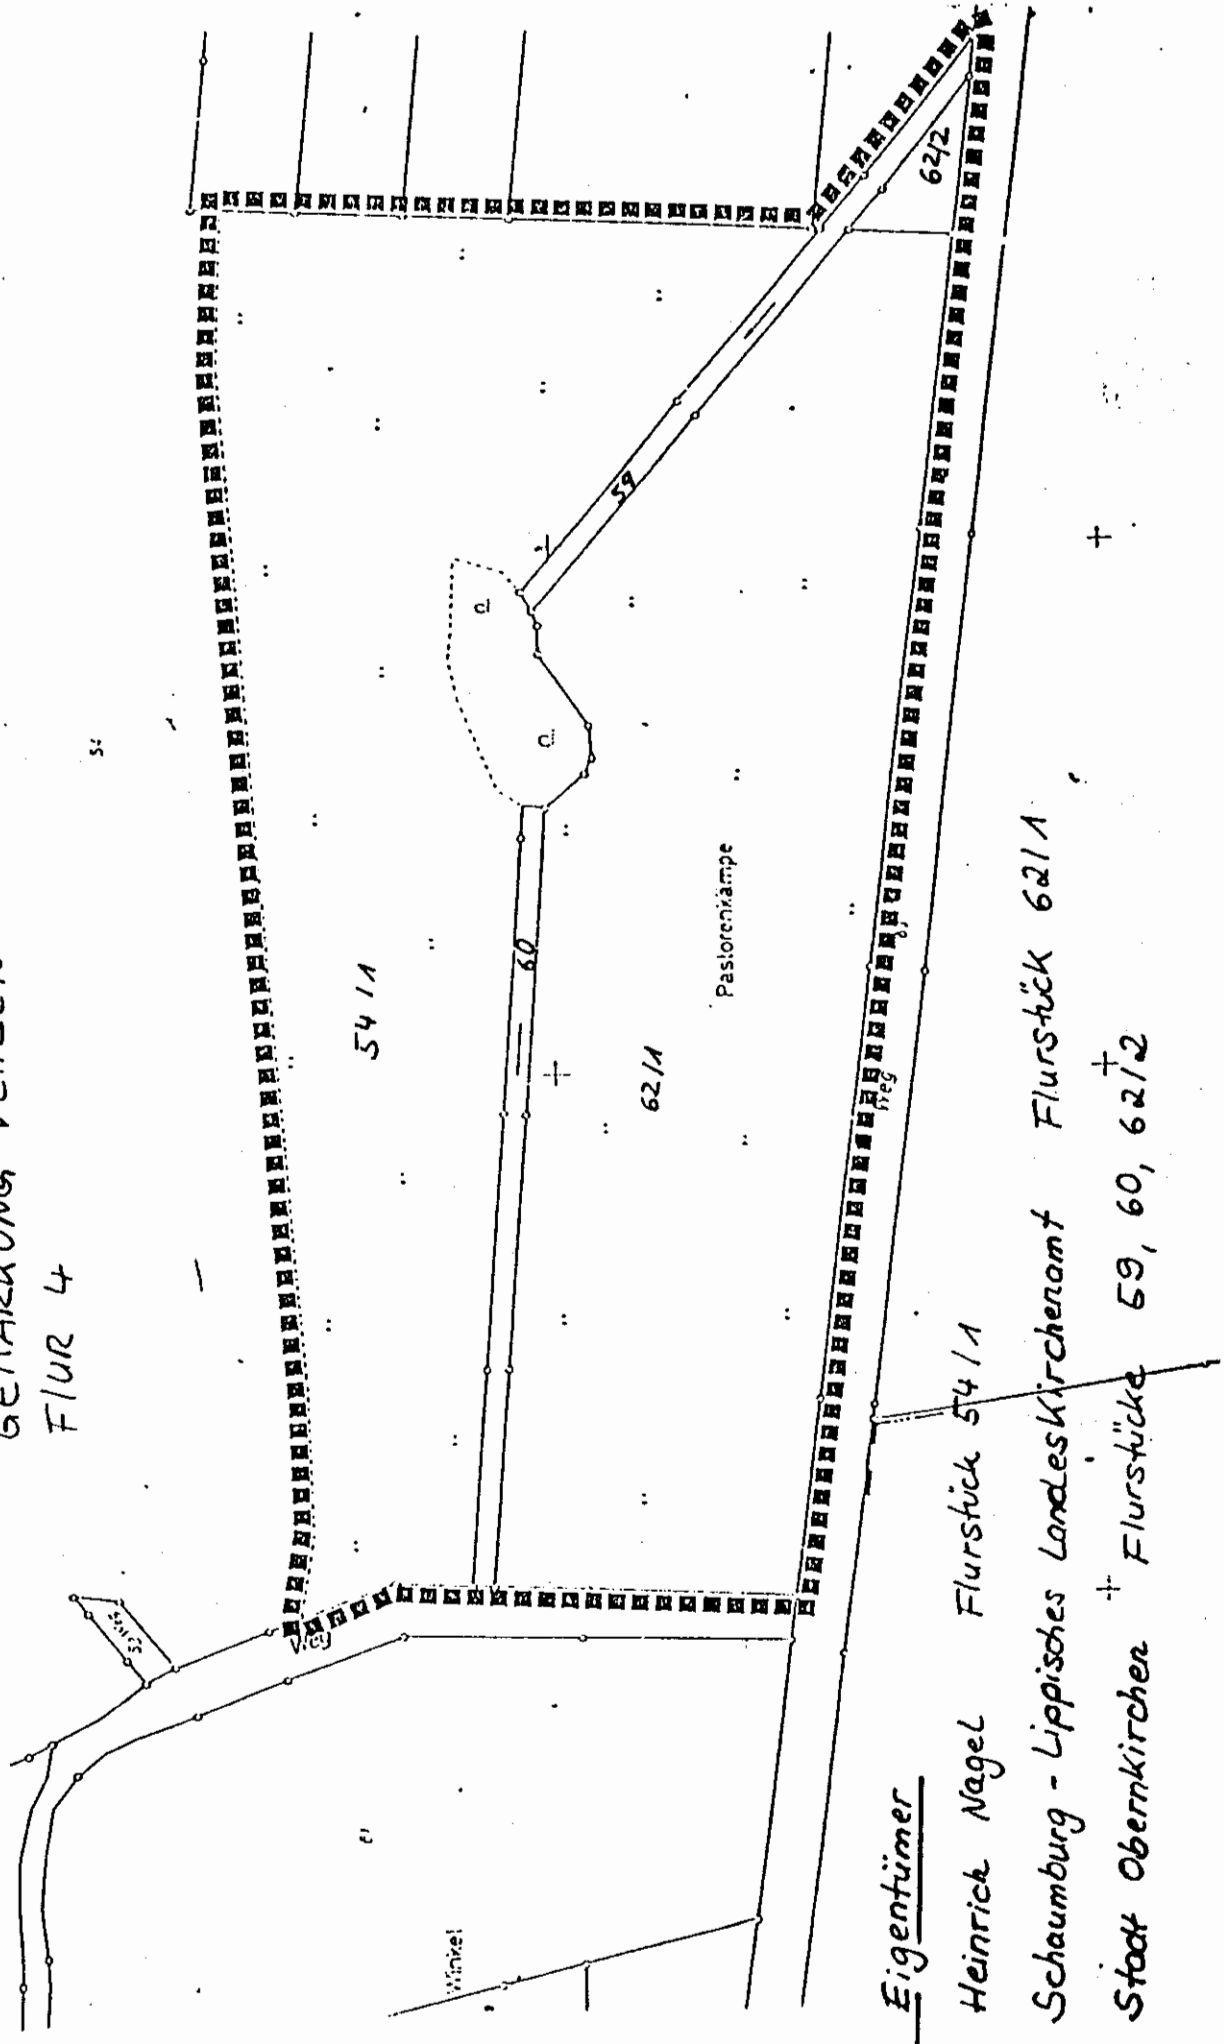 FLUR 4
54/1
60
59
62/1
62/2
Pastorenkämpe
Weg
Weg
Winkel
Eigentümer
Heinrich Nagel Flurstück 54/1
Schaumburg-Lippisches Landeskirchenamt Flurstück 62/1
Stadt Obernkirchen Flurstücke 59, 60, 62/2